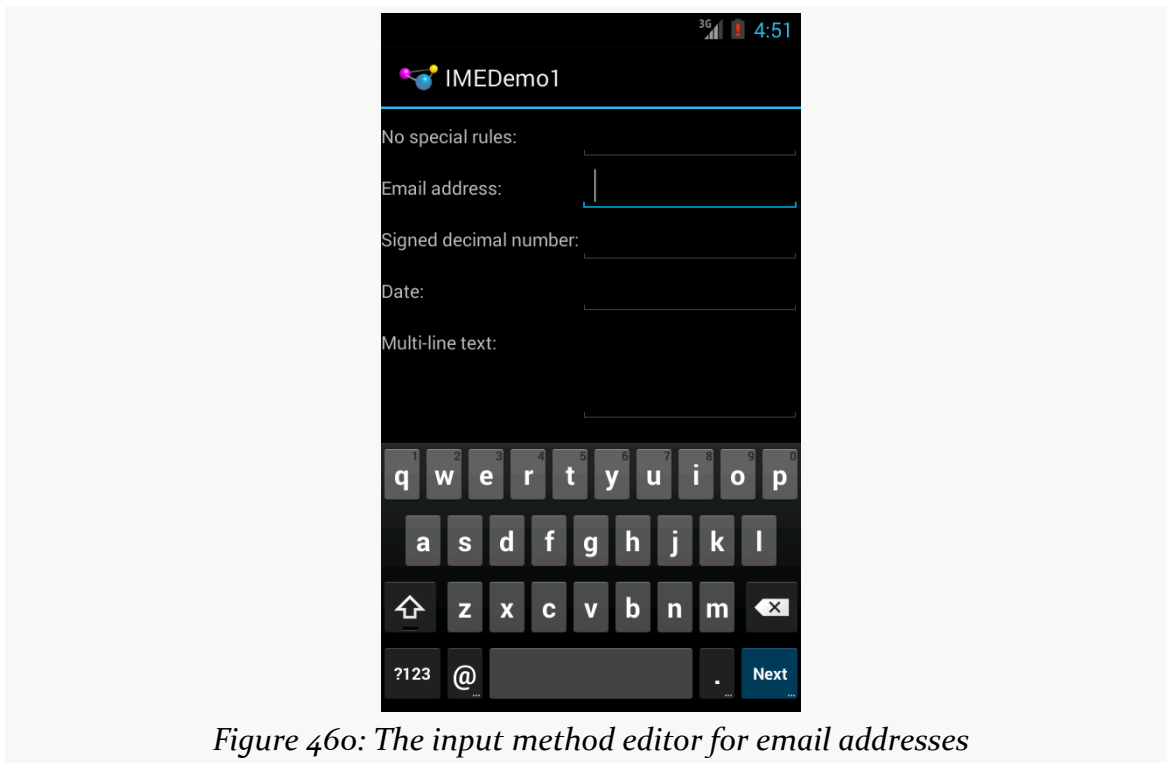 3G 4:51
IMEDemo1
No special rules:
Email address:
Signed decimal number:
Date:
Multi-line text:
1 2 3 4 5 6 7 8 9 0
q w e r t y u i o p
a s d f g h j k l
z x c v b n m
?123 @ ... . ... Next ...
Figure 460: The input method editor for email addresses